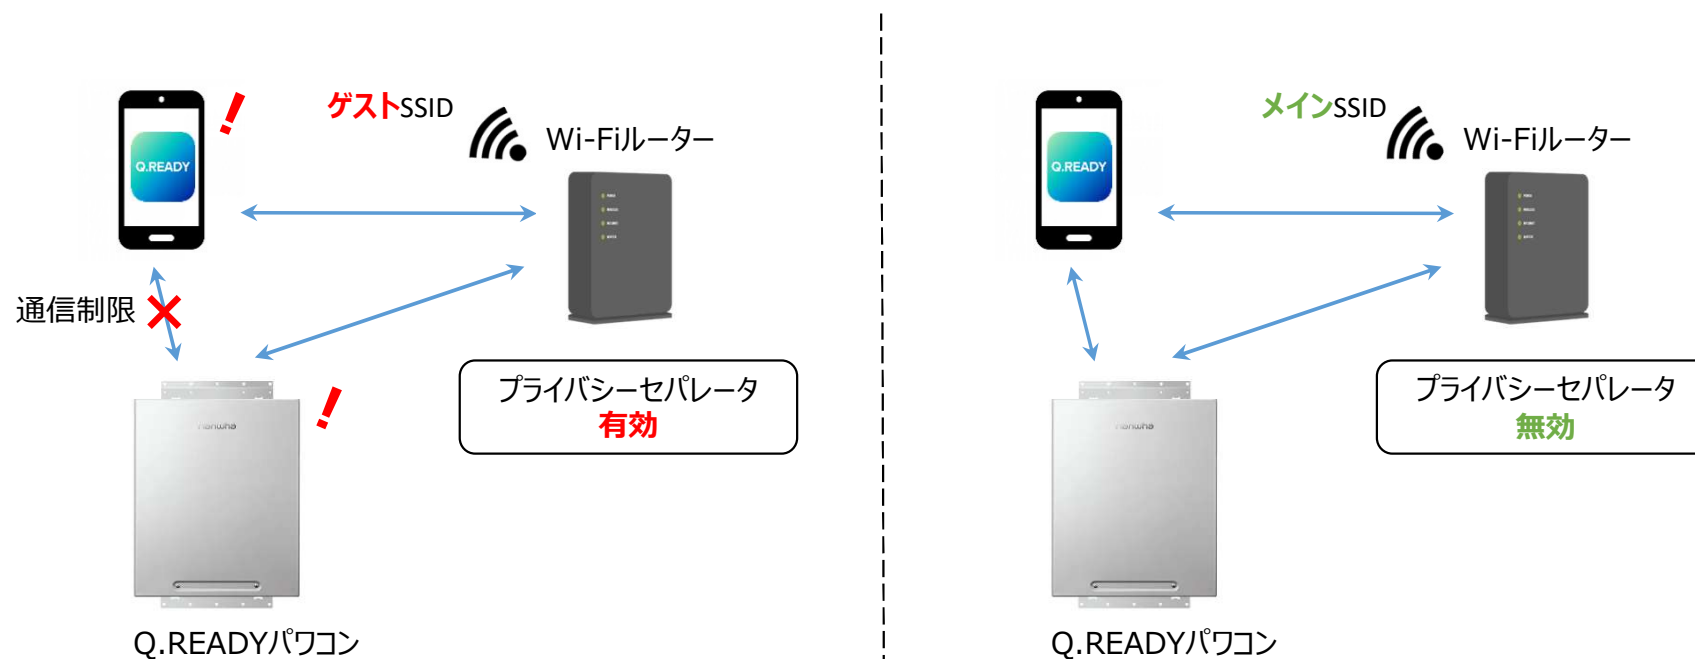 ゲストSSID
Wi-Fiルーター
Q.READY
通信制限
プライバシーセパレータ
有効
Hanwha
Q.READYパワコン
メインSSID
Wi-Fiルーター
Q.READY
プライバシーセパレータ
無効
Hanwha
Q.READYパワコン